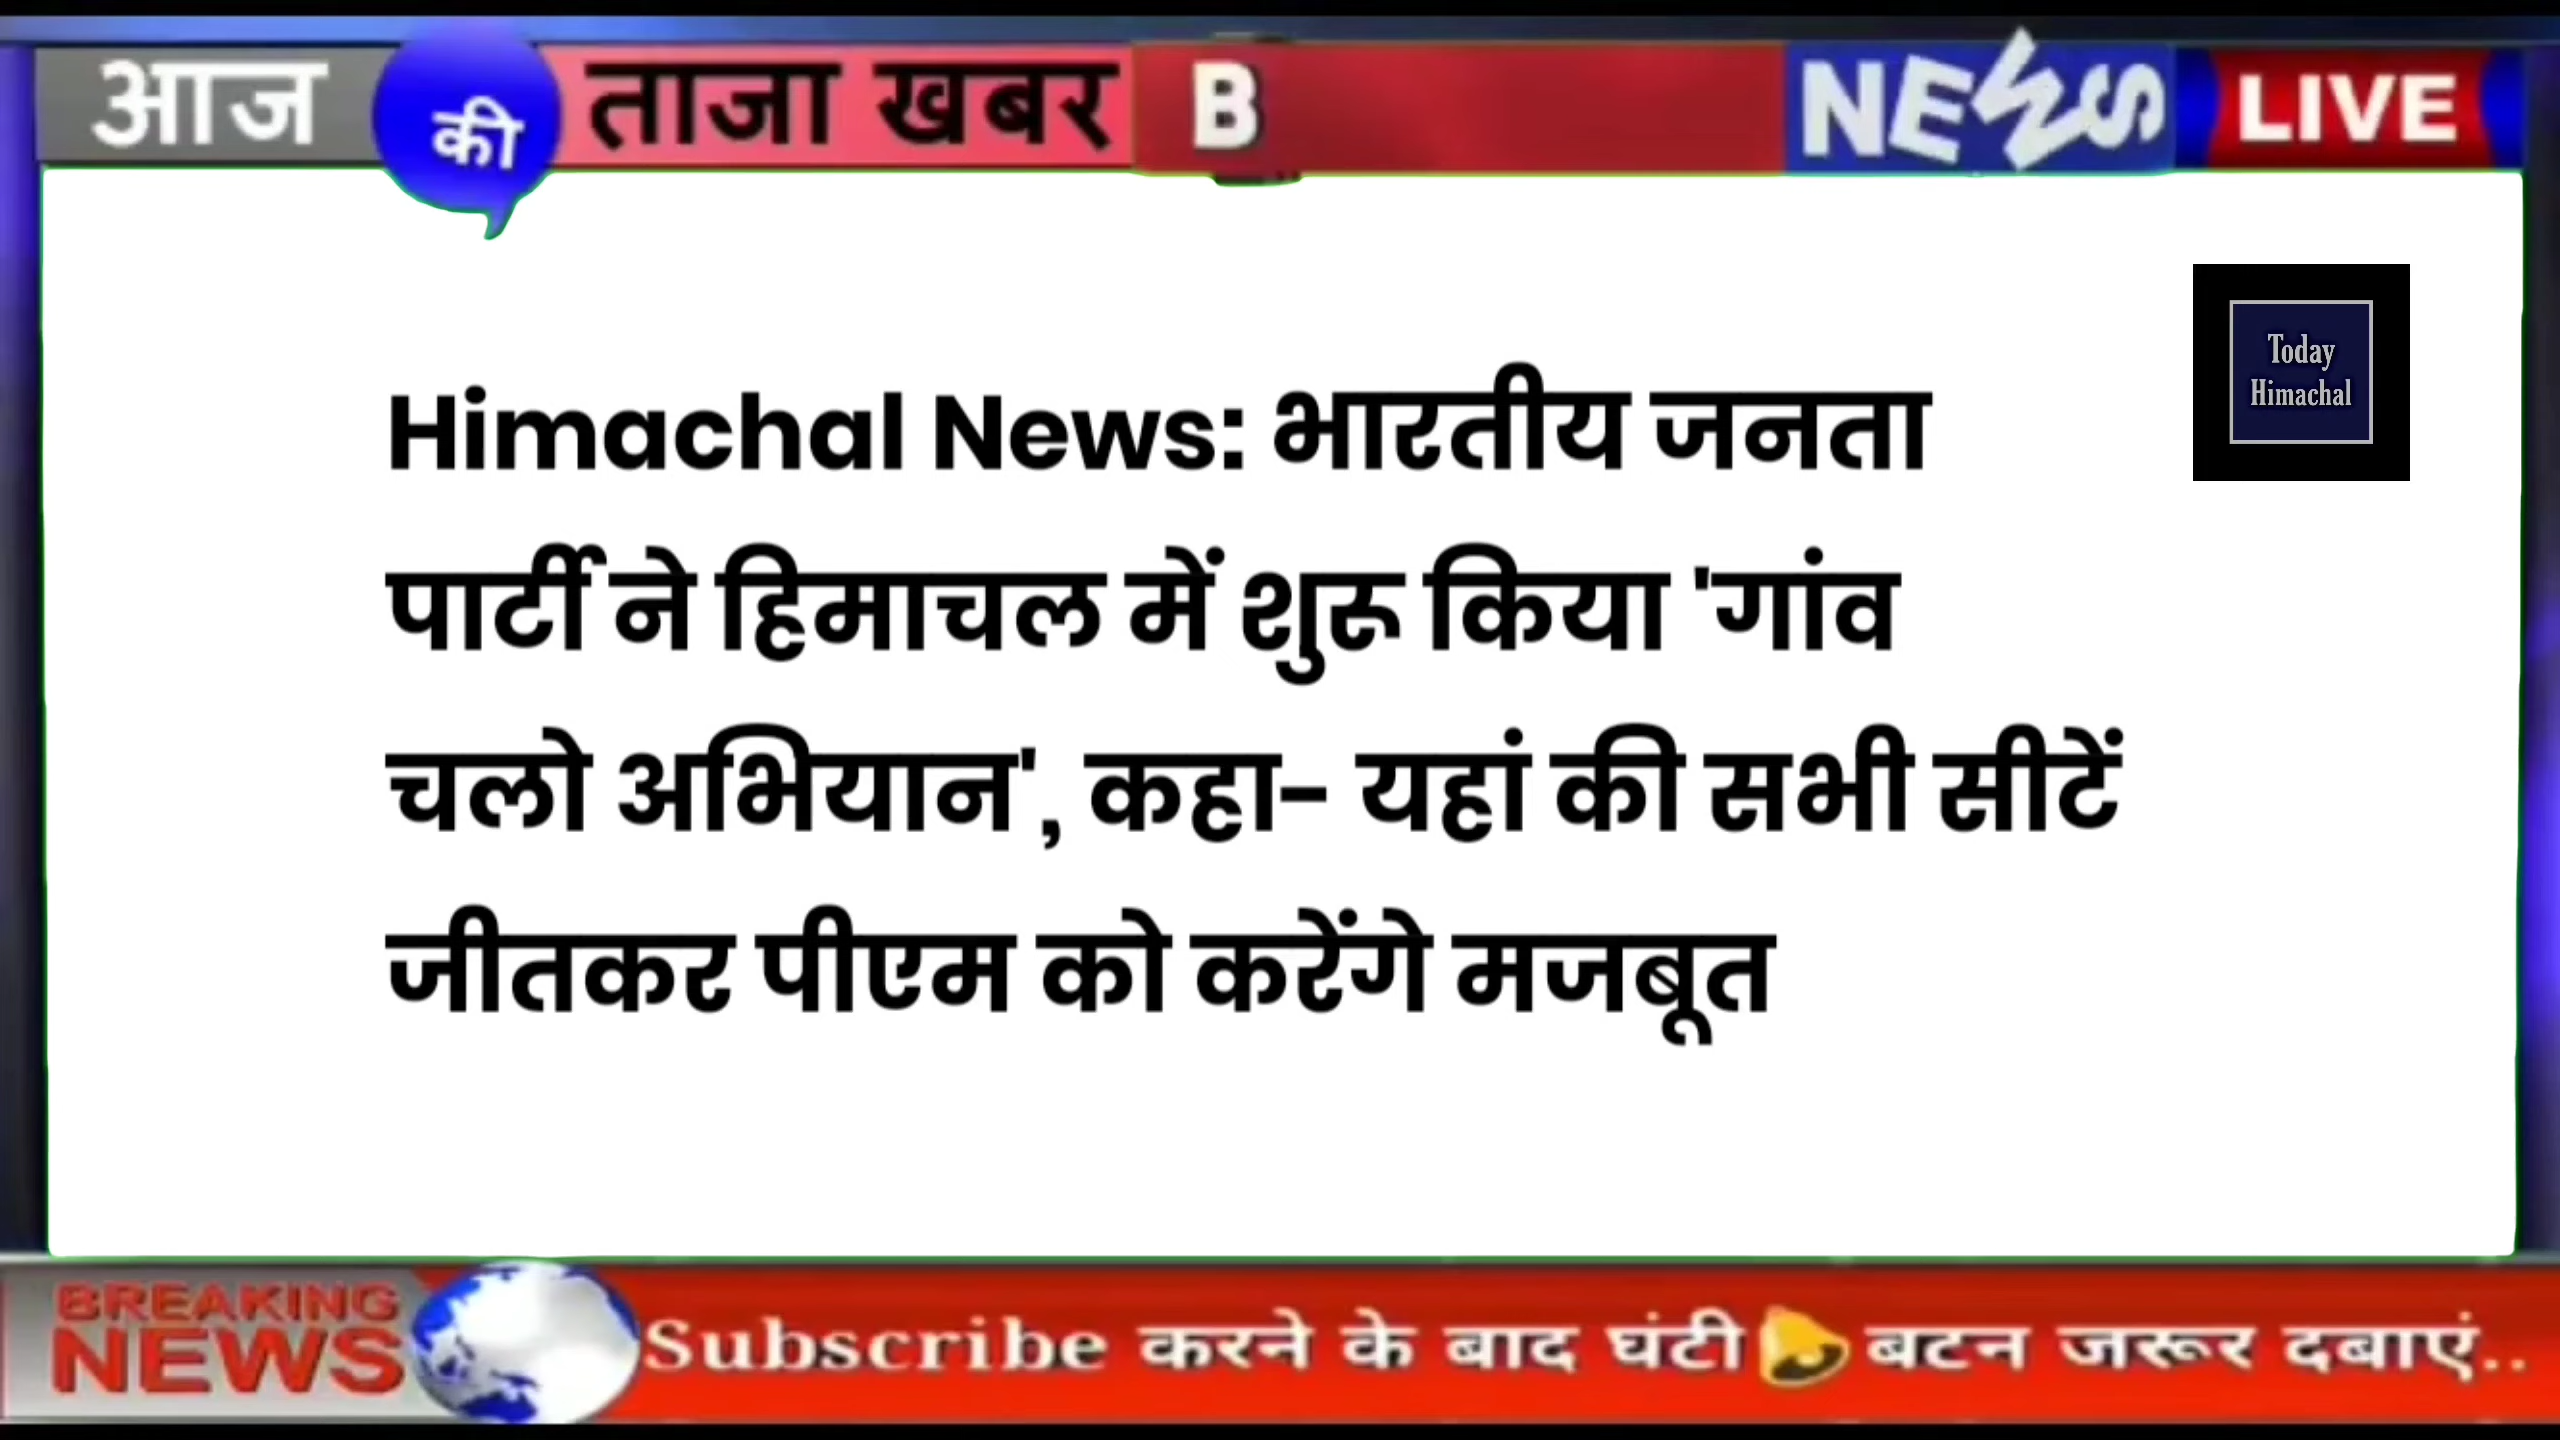 आज की ताजा खबर B NEWS LIVE
Today
Himachal
Himachal News: भारतीय जनता
पार्टी ने हिमाचल में शुरू किया 'गांव
चलो अभियान', कहा- यहां की सभी सीटें
जीतकर पीएम को करेंगे मजबूत
BREAKING
NEWS
Subscribe करने के बाद घंटी बटन जरूर दबाएं..